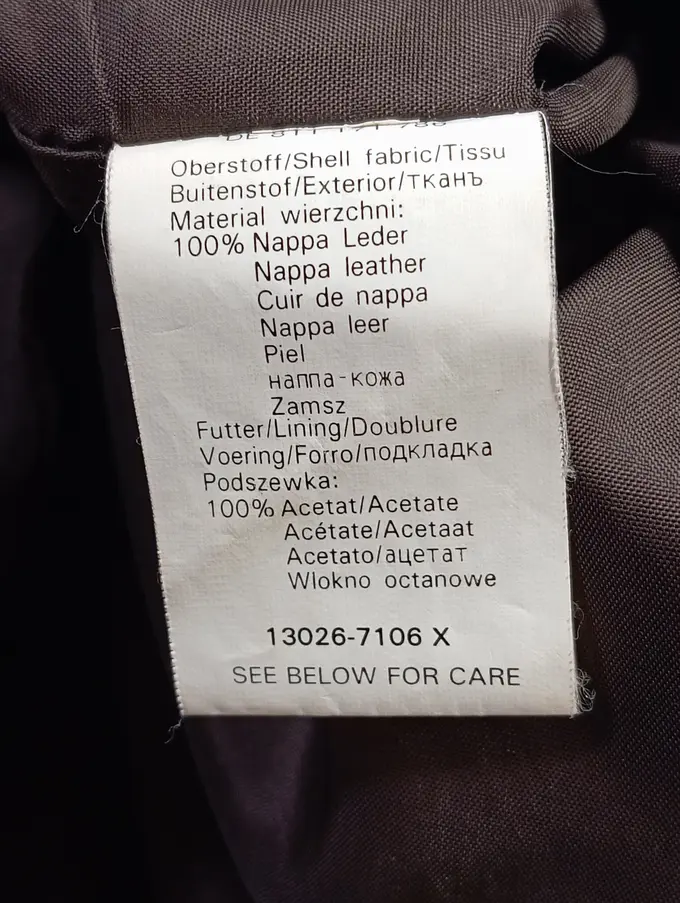 Oberstoff/Shell fabric/Tissu
Buitenstof/Exterior/тканъ
Material wierzchni:
100% Nappa Leder
Nappa leather
Cuir de nappa
Nappa leer
Piel
наппа-кожа
Zamsz
Futter/Lining/Doublure
Voering/Forro/подкладка
Podszewka:
100% Acetat/Acetate
Acétate/Acetaat
Acetato/ацетат
Wlokno octanowe
13026-7106 X
SEE BELOW FOR CARE